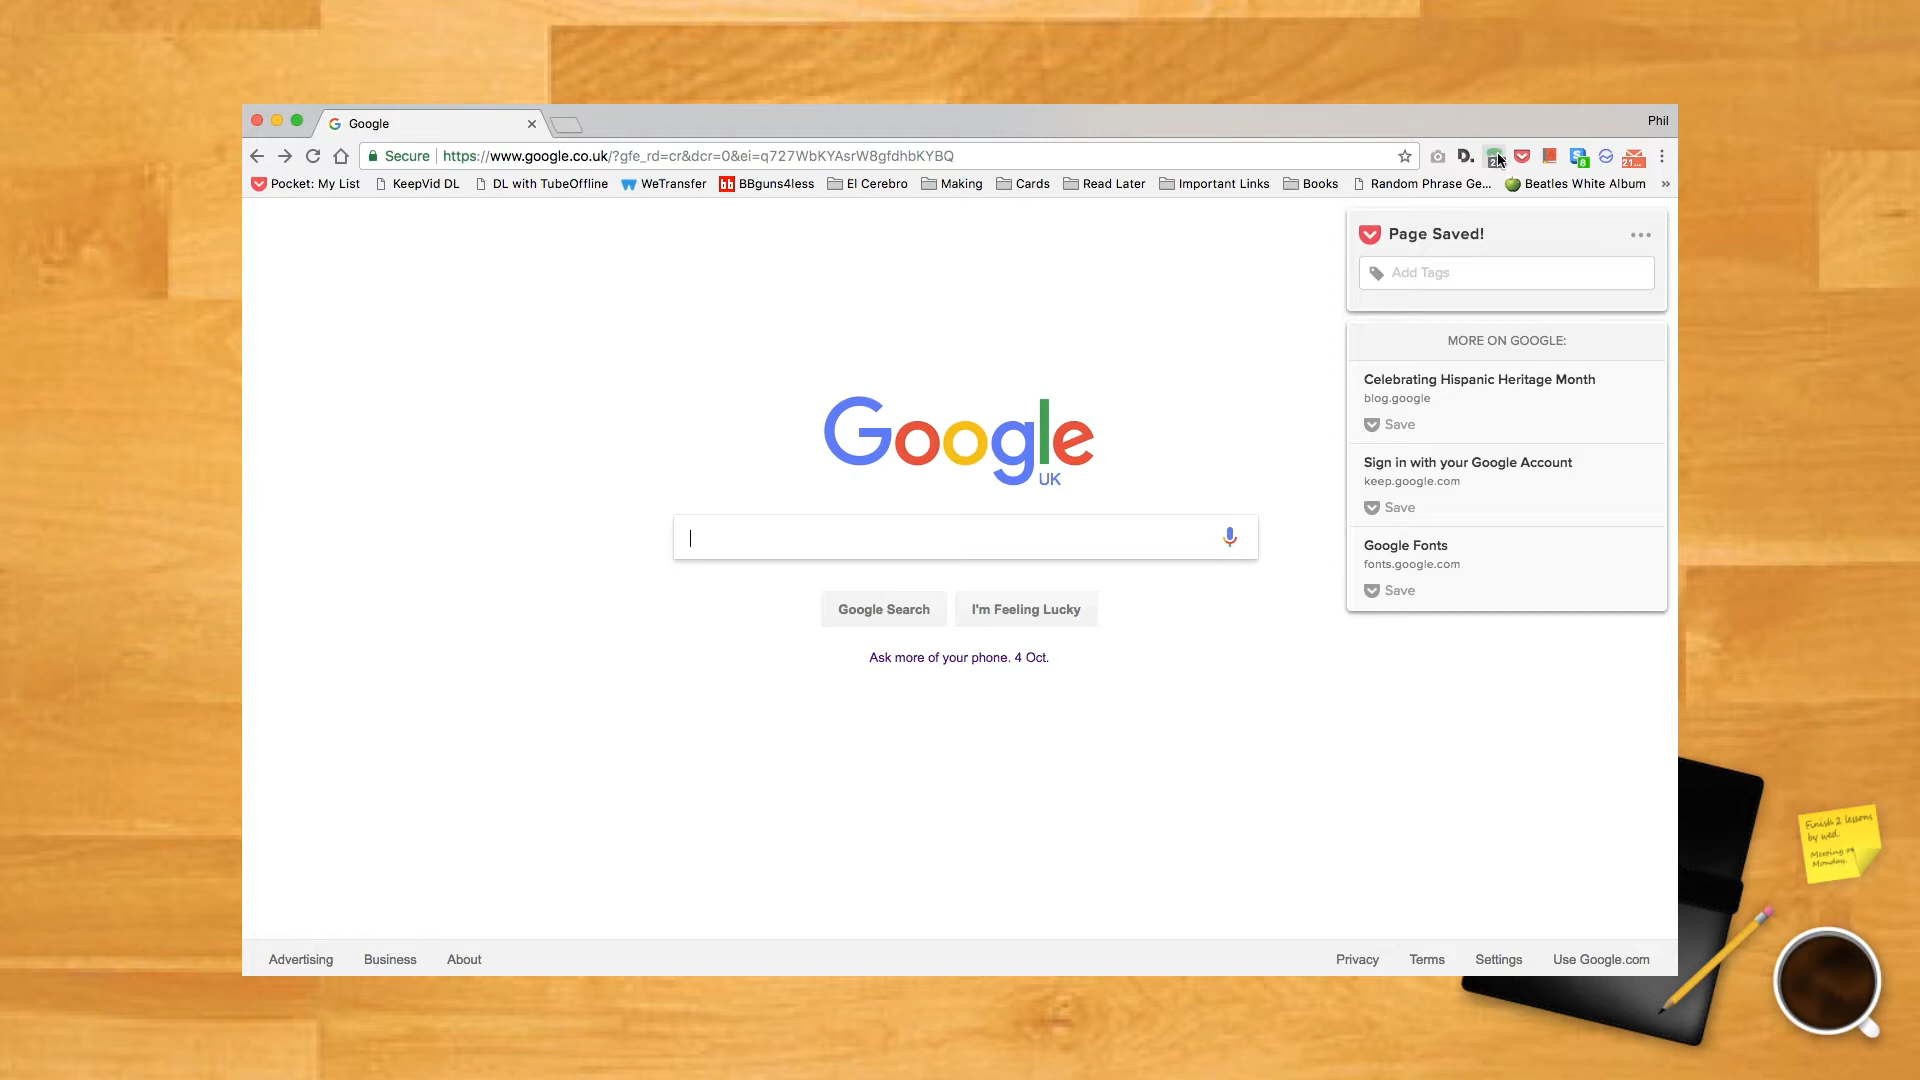 Google
Phil
Secure
https://www.google.co.uk/?gfe_rd=cr&dcr=0&ei=q727WbKYAsrW8gfdhbKYBQ
D.
8
21...
Pocket: My List
KeepVid DL
DL with TubeOffline
WeTransfer
BBguns4less
El Cerebro
Making
Cards
Read Later
Important Links
Books
Random Phrase Ge...
Beatles White Album
»
Page Saved!
Add Tags
MORE ON GOOGLE:
Celebrating Hispanic Heritage Month
blog.google
Save
Sign in with your Google Account
keep.google.com
Save
Google Fonts
fonts.google.com
Save
Google
UK
Google Search
I'm Feeling Lucky
Ask more of your phone. 4 Oct.
Finish 2 lessons
by wed.
Meeting on
Monday.
Advertising
Business
About
Privacy
Terms
Settings
Use Google.com